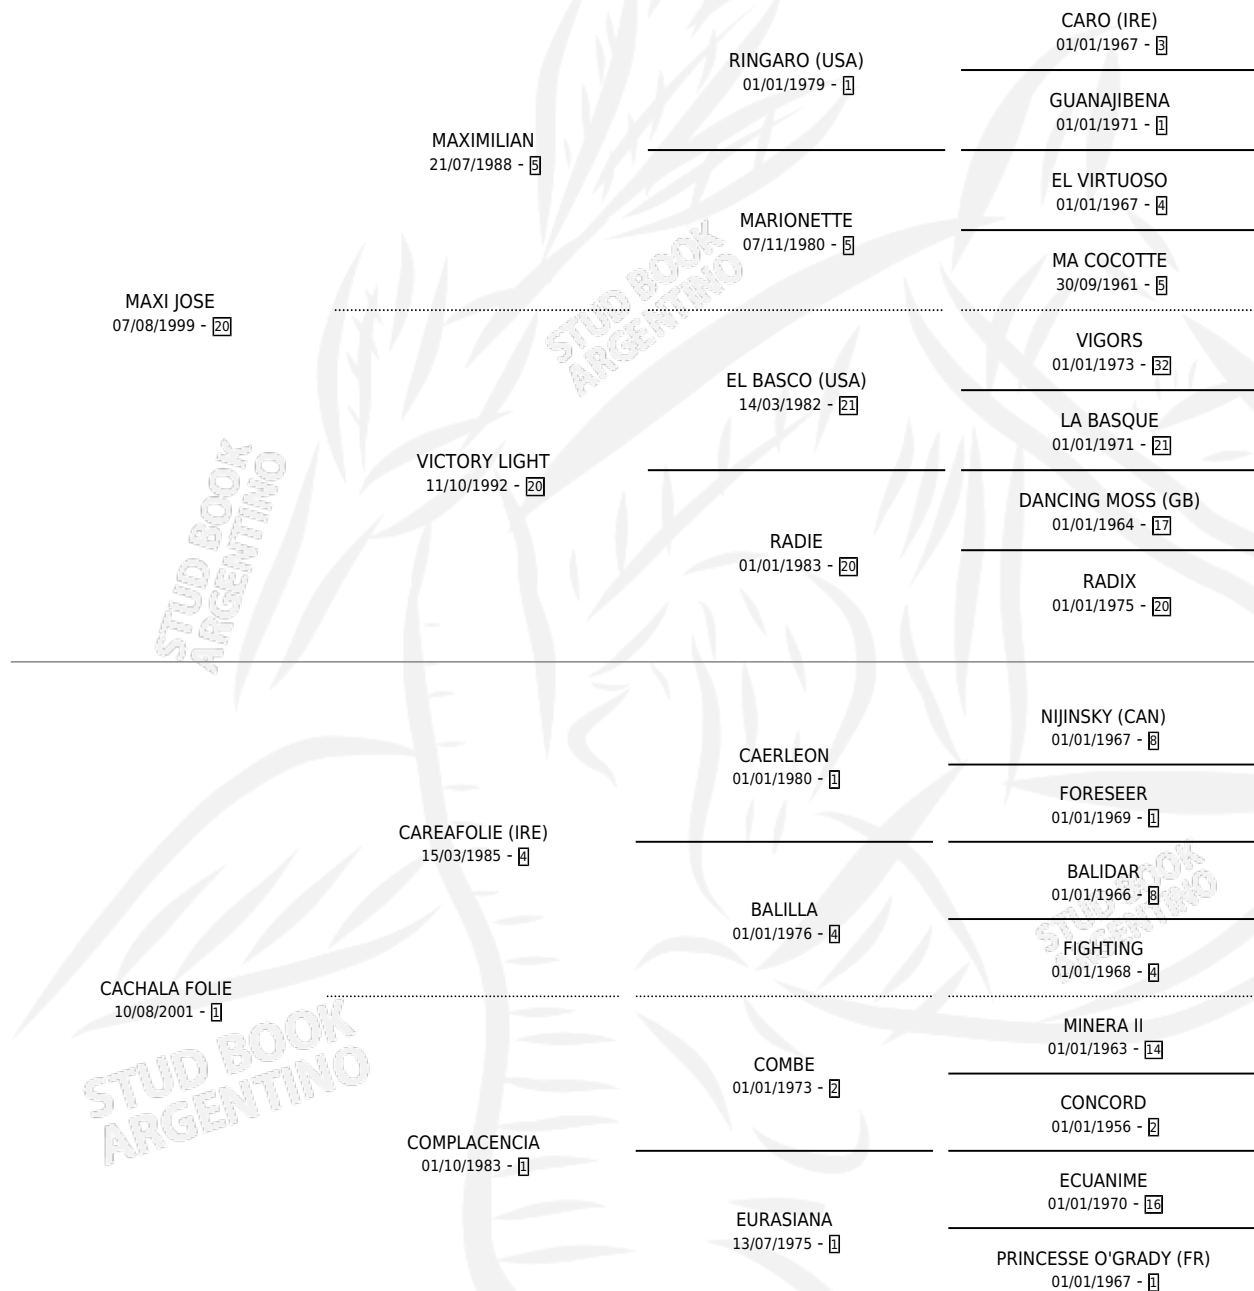 CARO (IRE)
01/01/1967 - 3
RINGARO (USA)
01/01/1979 - 1
GUANAJIBENA
01/01/1971 - 1
MAXIMILIAN
21/07/1988 - 5
EL VIRTUOSO
01/01/1967 - 4
MARIONETTE
07/11/1980 - 5
MA COCOTTE
30/09/1961 - 5
MAXI JOSE
07/08/1999 - 20
STUD BOOK
ARGENTINO
VIGORS
01/01/1973 - 32
EL BASCO (USA)
14/03/1982 - 21
LA BASQUE
01/01/1971 - 21
VICTORY LIGHT
11/10/1992 - 20
DANCING MOSS (GB)
01/01/1964 - 17
RADIE
01/01/1983 - 20
RADIX
01/01/1975 - 20
STUD BOOK
ARGENTINO
NIJINSKY (CAN)
01/01/1967 - 8
CAERLEON
01/01/1980 - 1
FORESEER
01/01/1969 - 1
CAREAFOLIE (IRE)
15/03/1985 - 4
BALIDAR
01/01/1966 - 8
BALILLA
01/01/1976 - 4
STUD BOOK
ARGENTINO
FIGHTING
01/01/1968 - 4
CACHALA FOLIE
10/08/2001 - 1
STUD BOOK
ARGENTINO
MINERA II
01/01/1963 - 14
COMBE
01/01/1973 - 2
CONCORD
01/01/1956 - 2
COMPLACENCIA
01/10/1983 - 1
ECUANIME
01/01/1970 - 16
EURASIANA
13/07/1975 - 1
PRINCESSE O'GRADY (FR)
01/01/1967 - 1